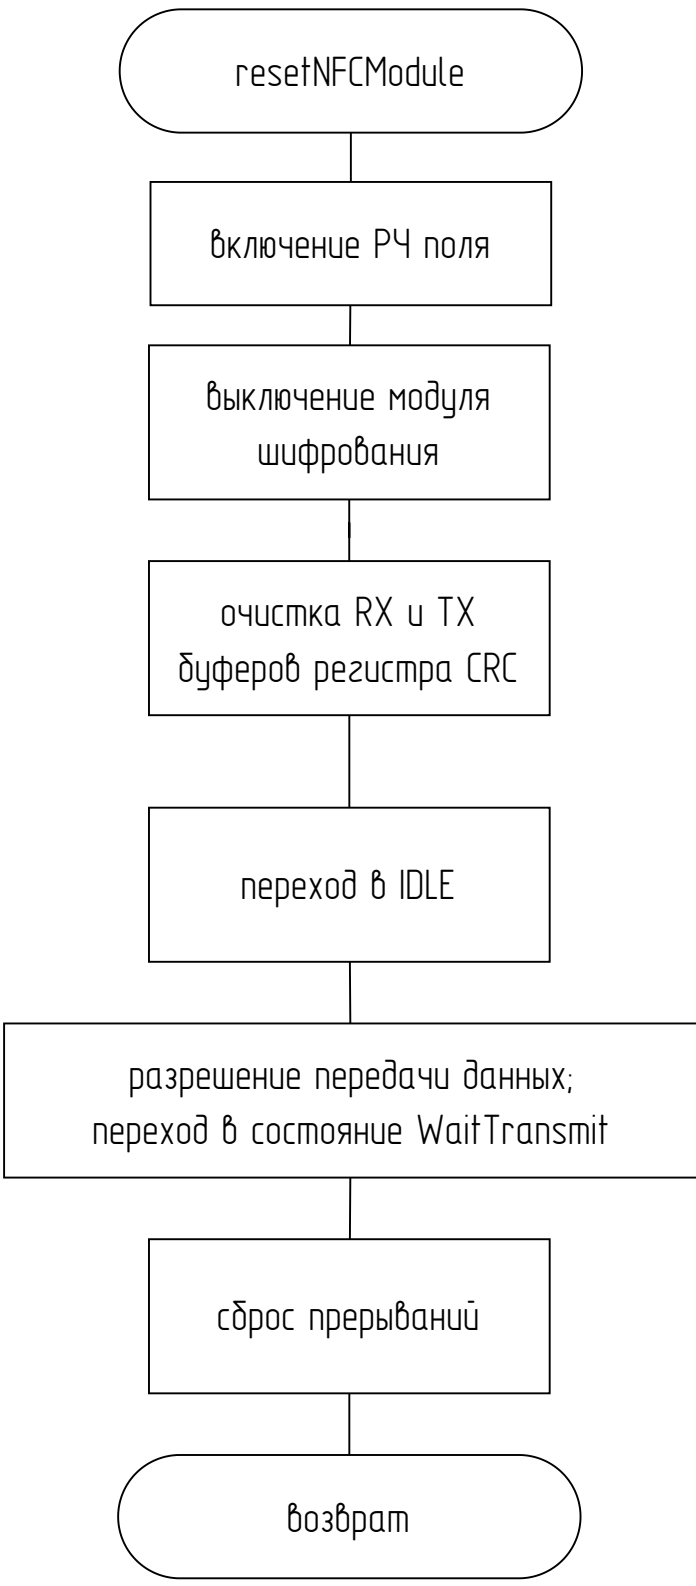 resetNFCModule
включение РЧ поля
выключение модуля
шифрования
очистка RX и TX
буферов регистра CRC
переход в IDLE
разрешение передачи данных;
переход в состояние WaitTransmit
сброс прерываний
возврат